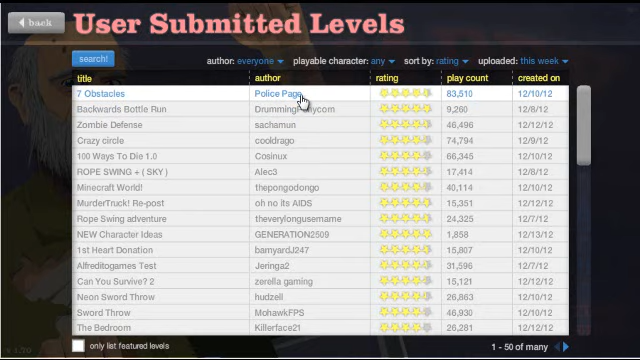 back
User Submitted Levels
search!
author: everyone playable character: any sort by: rating uploaded: this week
title author rating play count created on
7 Obstacles Police Page 83,510 12/10/12
Backwards Bottle Run 9,260 12/8/12
Zombie Defense sachamun 46,496 12/12/12
Crazy circle cooldrago 74,794 12/9/12
100 Ways To Die 1.0 Cosinux 66,345 12/10/12
ROPE SWING + ( SKY ) Alec3 17,414 12/8/12
Minecraft World! thepongodongo 40,114 12/10/12
MurderTruck! Re-post oh no its AIDS 15,351 12/12/12
Rope Swing adventure theverylongusername 24,325 12/7/12
NEW Character Ideas GENERATION2509 1,858 12/13/12
1st Heart Donation barnyardJ247 15,807 12/10/12
Alfreditogames Test Jeringa2 31,596 12/7/12
Can You Survive? 2 zerella gaming 15,121 12/12/12
Neon Sword Throw hudzell 26,863 12/10/12
Sword Throw MohawkFPS 46,930 12/10/12
The Bedroom Killerface21 26,281 12/12/12
only list featured levels 1 - 50 of many
v 1.20